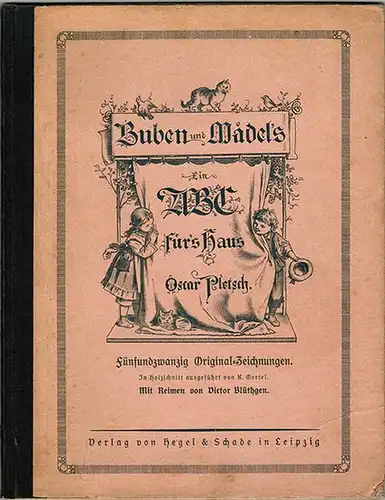 Buben und Mädel's
Ein
ABC
für's Haus
Oscar Pletsch.
Fünfundzwanzig Original-Zeichnungen.
In Holzschnitt ausgeführt von K. Oertel.
Mit Reimen von Victor Blüthgen.
Verlag von Hegel & Schade in Leipzig